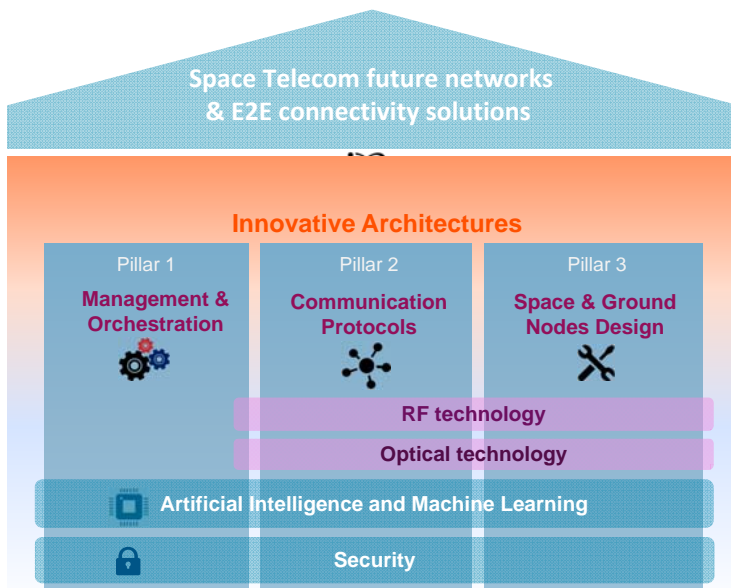 Space Telecom future networks
& E2E connectivity solutions
Innovative Architectures
Pillar 1
Management &
Orchestration
Pillar 2
Communication
Protocols
Pillar 3
Space & Ground
Nodes Design
RF technology
Optical technology
Artificial Intelligence and Machine Learning
Security